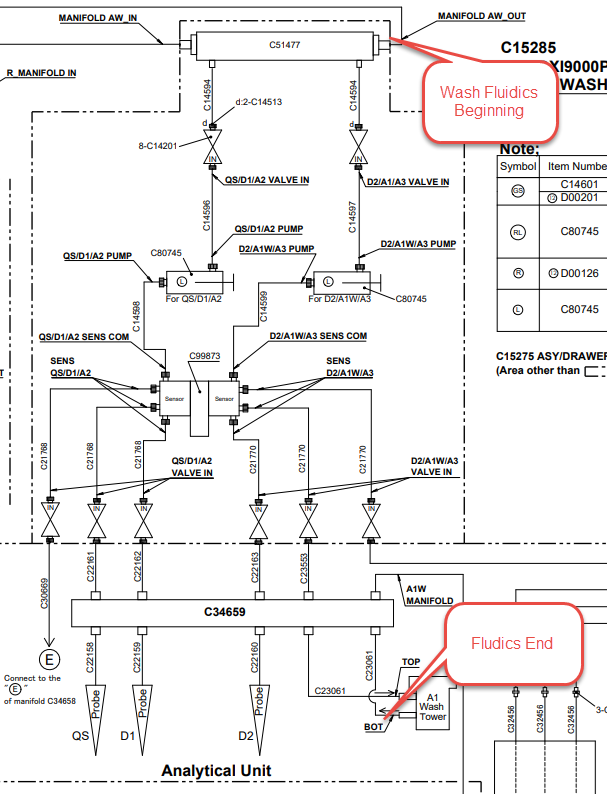 MANIFOLD AW_IN
MANIFOLD AW_OUT
C51477
C15285
XI9000P
WASH
R_MANIFOLD IN
Wash Fluidics
Beginning
C14594
C14594
d:2-C14513
d
d
8-C14201
IN
IN
Note;
Symbol
Item Numbe
GS
C14601
12 D00201
RL
C80745
R
12 D00126
L
C80745
QS/D1/A2 VALVE IN
D2/A1/A3 VALVE IN
C14596
C14597
QS/D1/A2 PUMP
D2/A1W/A3 PUMP
QS/D1/A2 PUMP
C80745
D2/A1W/A3 PUMP
L
L
For QS/D1/A2
For D2/A1W/A3
C80745
C14598
C14599
QS/D1/A2 SENS COM
D2/A1W/A3 SENS COM
C99873
C15275 ASY/DRAWER
(Area other than
SENS
QS/D1/A2
SENS
D2/A1W/A3
T
Sensor
Sensor
C21768
C21768
C21768
C21770
C21770
C21770
QS/D1/A2
VALVE IN
D2/A1W/A3
VALVE IN
IN
IN
IN
IN
IN
IN
C30669
C22161
C22162
C22163
C23553
A1W
MANIFOLD
C34659
E
Connect to the
"E"
of manifold C34658
C22158
C22159
C22160
C23061
C23061
TOP
BOT
A1
Wash
Tower
Fludics End
Probe
Probe
Probe
QS
D1
D2
C32456
C32456
C32456
3-C
Analytical Unit